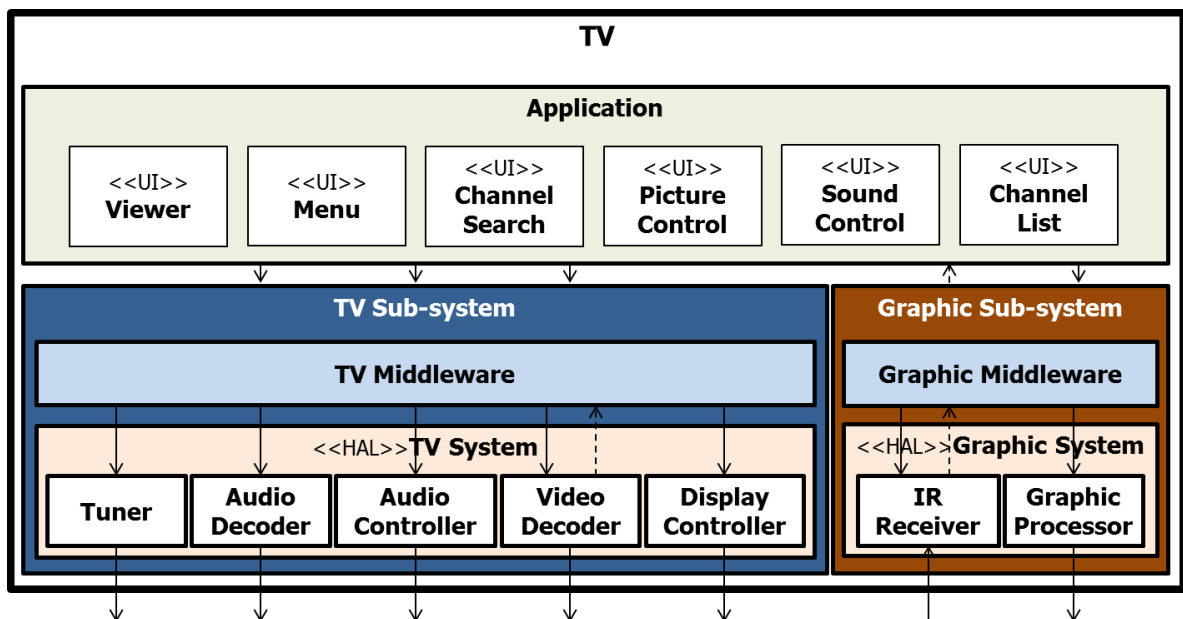 TV
Application
<<UI>>
Viewer
<<UI>>
Menu
<<UI>>
Channel
Search
<<UI>>
Picture
Control
<<UI>>
Sound
Control
<<UI>>
Channel
List
TV Sub-system
Graphic Sub-system
TV Middleware
Graphic Middleware
<<HAL>>TV System
<<HAL>>Graphic System
Tuner
Audio
Decoder
Audio
Controller
Video
Decoder
Display
Controller
IR
Receiver
Graphic
Processor